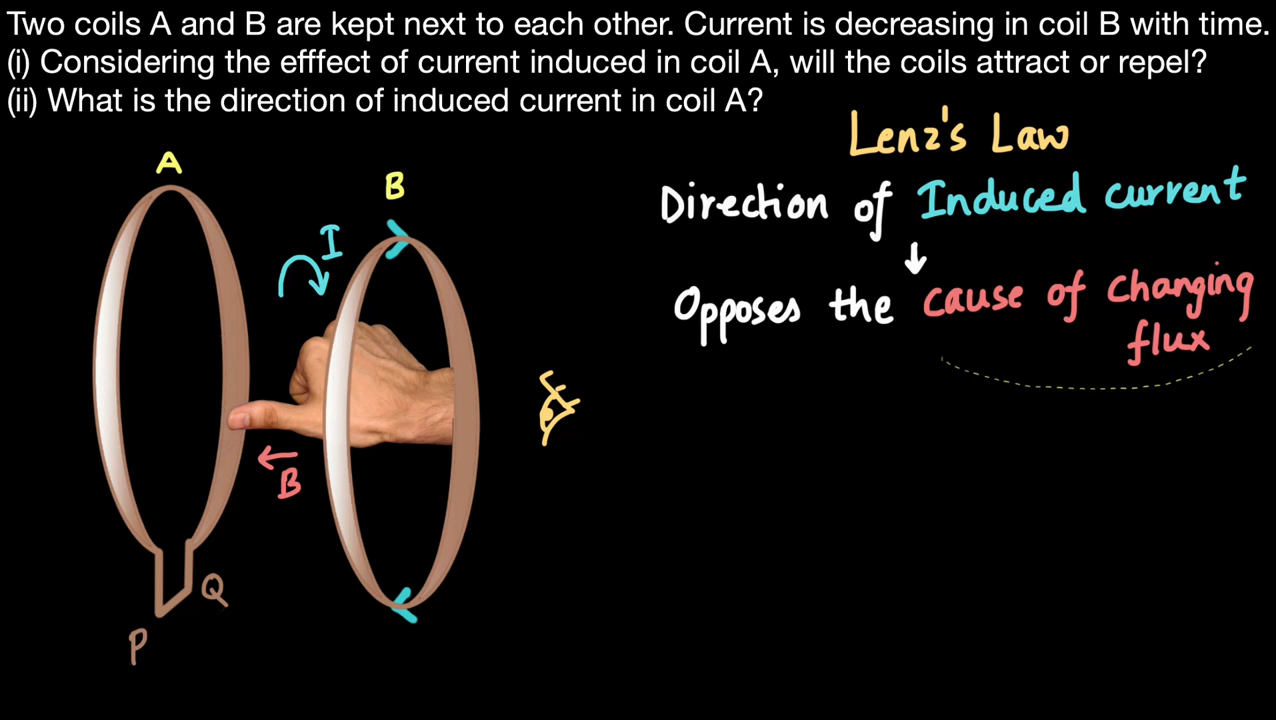 Two coils A and B are kept next to each other. Current is decreasing in coil B with time.
(i) Considering the efffect of current induced in coil A, will the coils attract or repel?
(ii) What is the direction of induced current in coil A?
Lenz's Law
Direction of Induced current
Opposes the cause of changing
flux
A
B
I
B
Q
P